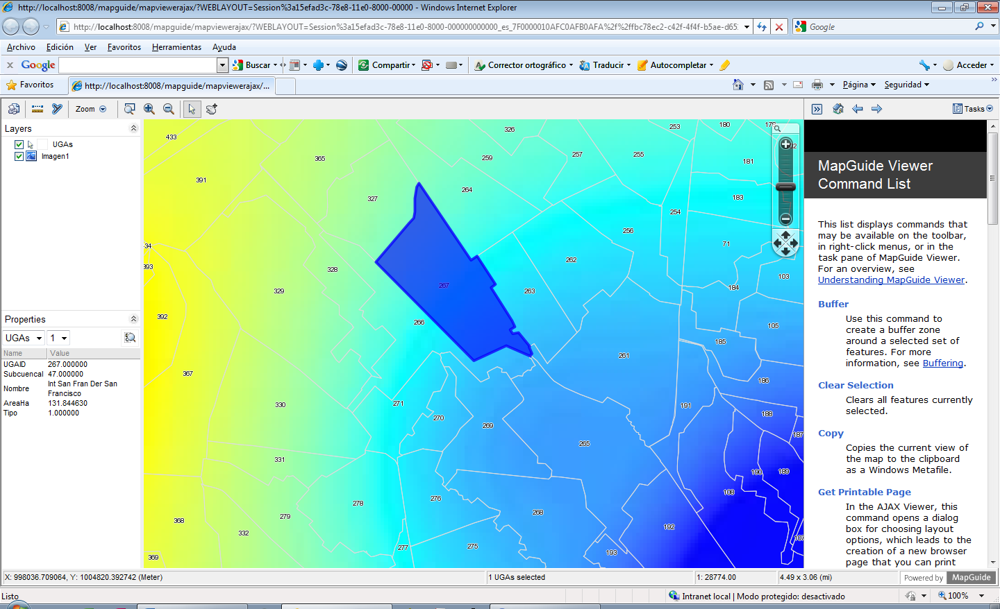 http://localhost:8008/mapguide/mapviewerajax/?WEBLAYOUT=Session%3a15efad3c-78e8-11e0-8000-00000 - Windows Internet Explorer
http://localhost:8008/mapguide/mapviewerajax/?WEBLAYOUT=Session%3a15efad3c-78e8-11e0-8000-000000000000_es_7F0000010AFC0AFB0AFA%2f%2ffbc78ec2-c42f-4f4f-b5ae-d65
Google
Archivo Edición Ver Favoritos Herramientas Ayuda
x Google Buscar Compartir Corrector ortográfico Traducir Autocompletar Acceder
Favoritos http://localhost:8008/mapguide/mapviewerajax/... Página Seguridad
Zoom Tasks
Layers
UGAs
Imagen1
Properties
UGAs 1
Name Value
UGAID 267.000000
Subcuencal 47.000000
Nombre Int San Fran Der San Francisco
AreaHa 131.844630
Tipo 1.000000
433 326 253 180
365 259 257 255 181
391 327 264 183
254
256
34 71
393 328 262
329 267 263 184 103
392 266 105
185
367 261
186
330 271 191
270 269 188
265 187
331
190 189
278 276 108
279 268
368 332 192
277 275 193 107
369
MapGuide Viewer
Command List
This list displays commands that
may be available on the toolbar,
in right-click menus, or in the
task pane of MapGuide Viewer.
For an overview, see
Understanding MapGuide Viewer.
Buffer
Use this command to
create a buffer zone
around a selected set of
features. For more
information, see Buffering.
Clear Selection
Clears all features currently
selected.
Copy
Copies the current view of
the map to the clipboard
as a Windows Metafile.
Get Printable Page
In the AJAX Viewer, this
command opens a dialog
box for choosing layout
options, which leads to the
creation of a new browser
page that you can print
X: 998036.709064, Y: 1004820.392742 (Meter) 1 UGAs selected 1: 28774.00 4.49 x 3.06 (mi) Powered by MapGuide
Listo Intranet local | Modo protegido: desactivado 100%